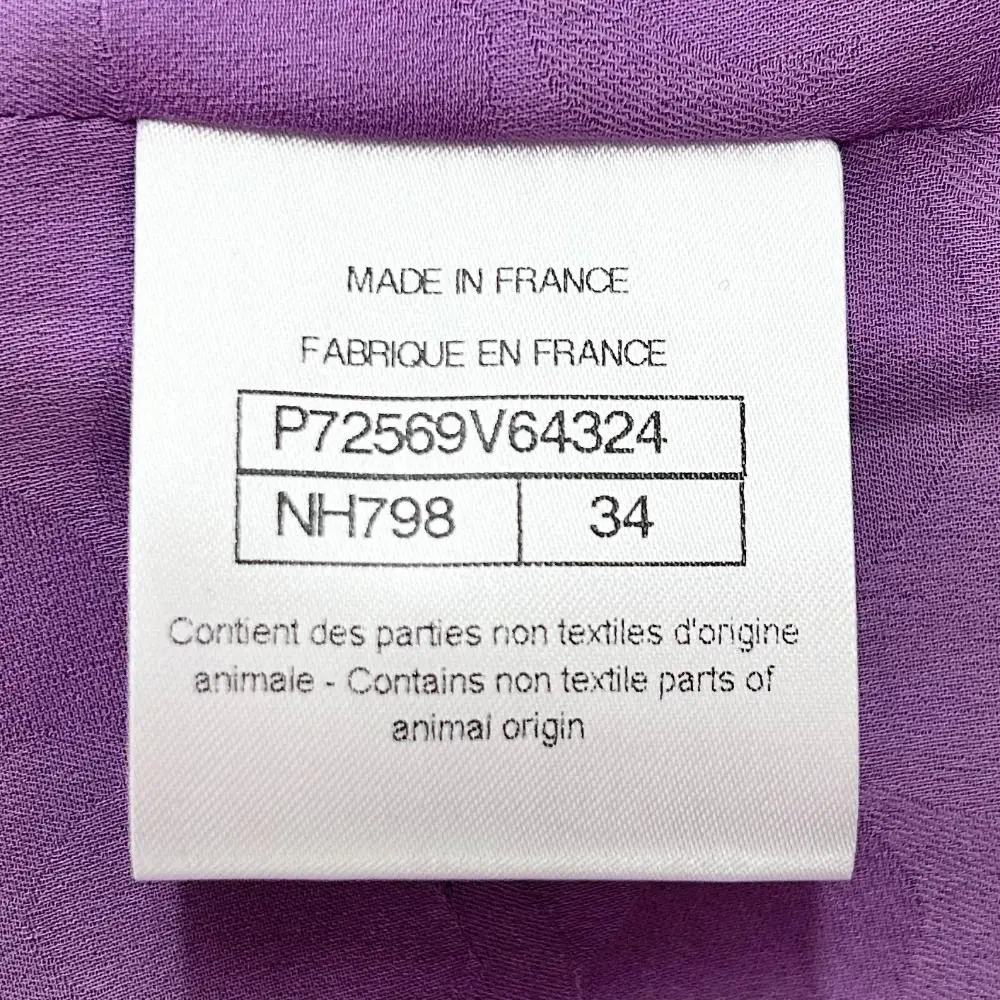 MADE IN FRANCE
FABRIQUE EN FRANCE
P72569V64324
NH798 34
Contient des parties non textiles d'origine
animale - Contains non textile parts of
animal origin